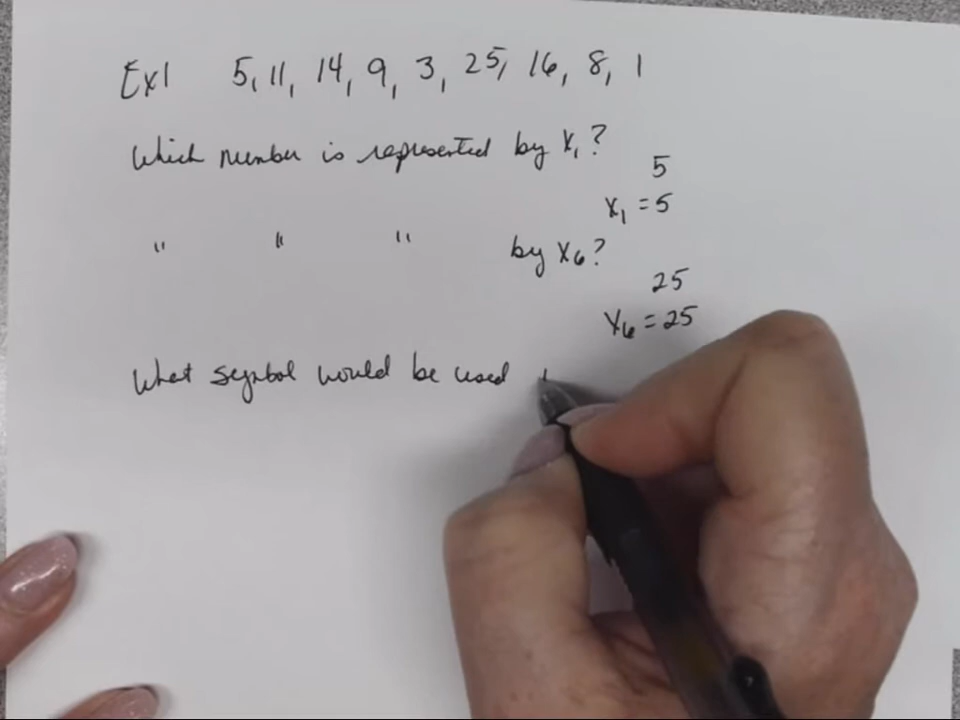 Ex1 5, 11, 14, 9, 3, 25, 16, 8, 1
Which number is represented by x₁?
5
x₁ = 5
" " " by x₆?
25
x₆ = 25
What symbol would be used